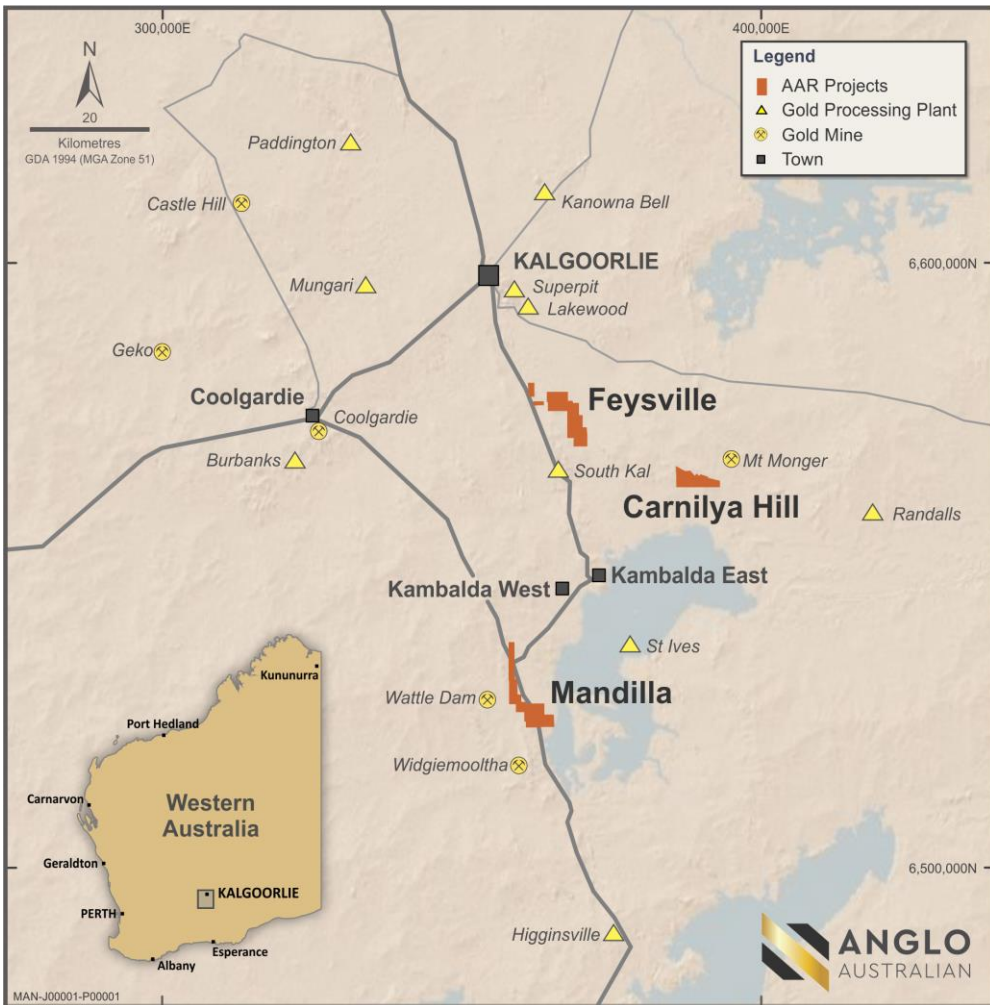 300,000E
400,000E
N
20
Kilometres
GDA 1994 (MGA Zone 51)
Legend
AAR Projects
Gold Processing Plant
Gold Mine
Town
Paddington
Castle Hill
Kanowna Bell
KALGOORLIE
6,600,000N
Mungari
Superpit
Lakewood
Geko
Coolgardie
Feysville
Coolgardie
Burbanks
South Kal
Mt Monger
Carnilya Hill
Randalls
Kambalda East
Kambalda West
St Ives
Mandilla
Wattle Dam
Widgiemooltha
Kununurra
Port Hedland
Carnarvon
Western
Australia
Geraldton
KALGOORLIE
PERTH
Esperance
Albany
6,500,000N
Higginsville
ANGLO
AUSTRALIAN
MAN-J00001-P00001